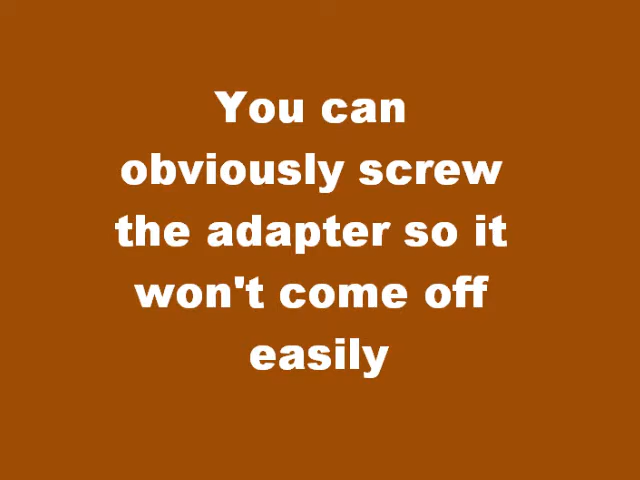 You can
obviously screw
the adapter so it
won't come off
easily